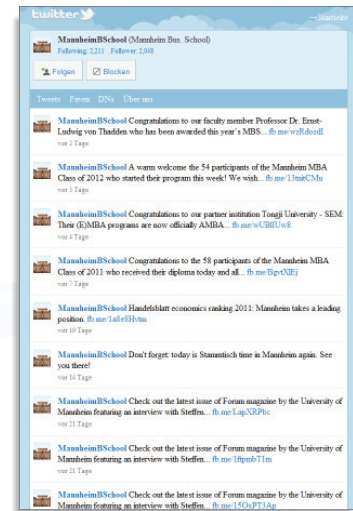 twitter
Startseite
MannheimBSchool (Mannheim Bus. School)
Following: 2,211 Follower: 2,048
Folgen Blocken
Tweets Faven DNs Über uns
MannheimBSchool Congratulations to our faculty member Professor Dr. Ernst-
Ludwig von Thadden who has been awarded this year's MBS... fb.me/wzRdozdI
vor 2 Tage
MannheimBSchool A warm welcome the 54 participants of the Mannheim MBA
Class of 2012 who started their program this week! We wish... fb.me/13mtCMu
vor 3 Tage
MannheimBSchool Congratulations to our partner institution Tongji University - SEM:
Their (E)MBA programs are now officially AMBA... fb.me/wUB8Uw8
vor 4 Tage
MannheimBSchool Congratulations to the 58 participants of the Mannheim MBA
Class of 2011 who received their diploma today and all... fb.me/BgvtXlEj
vor 7 Tage
MannheimBSchool Handelsblatt economics ranking 2011: Mannheim takes a leading
position. fb.me/1a8e8Hvtm
vor 10 Tage
MannheimBSchool Don't forget: today is Stammtisch time in Mannheim again. See
you there!
vor 14 Tage
MannheimBSchool Check out the latest issue of Forum magazine by the University of
Mannheim featuring an interview with Steffen... fb.me/LapXRPbc
vor 21 Tage
MannheimBSchool Check out the latest issue of Forum magazine by the University of
Mannheim featuring an interview with Steffen... fb.me/1ftpmbT1m
vor 21 Tage
MannheimBSchool Check out the latest issue of Forum magazine by the University of
Mannheim featuring an interview with Steffen... fb.me/15OxPT3Ap